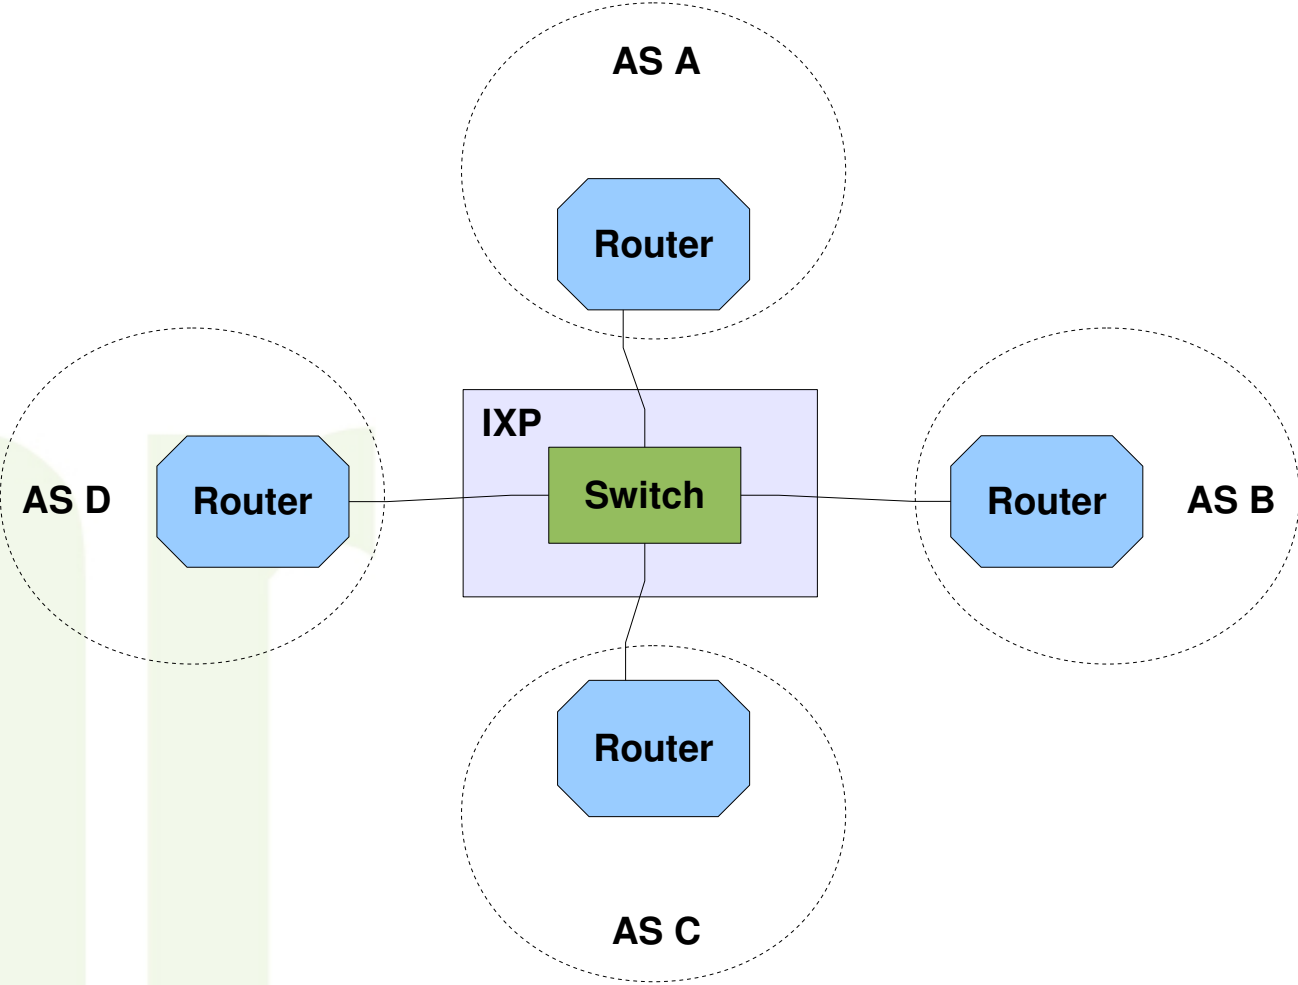 AS A
Router
IXP
AS D
Router
Switch
Router
AS B
Router
AS C